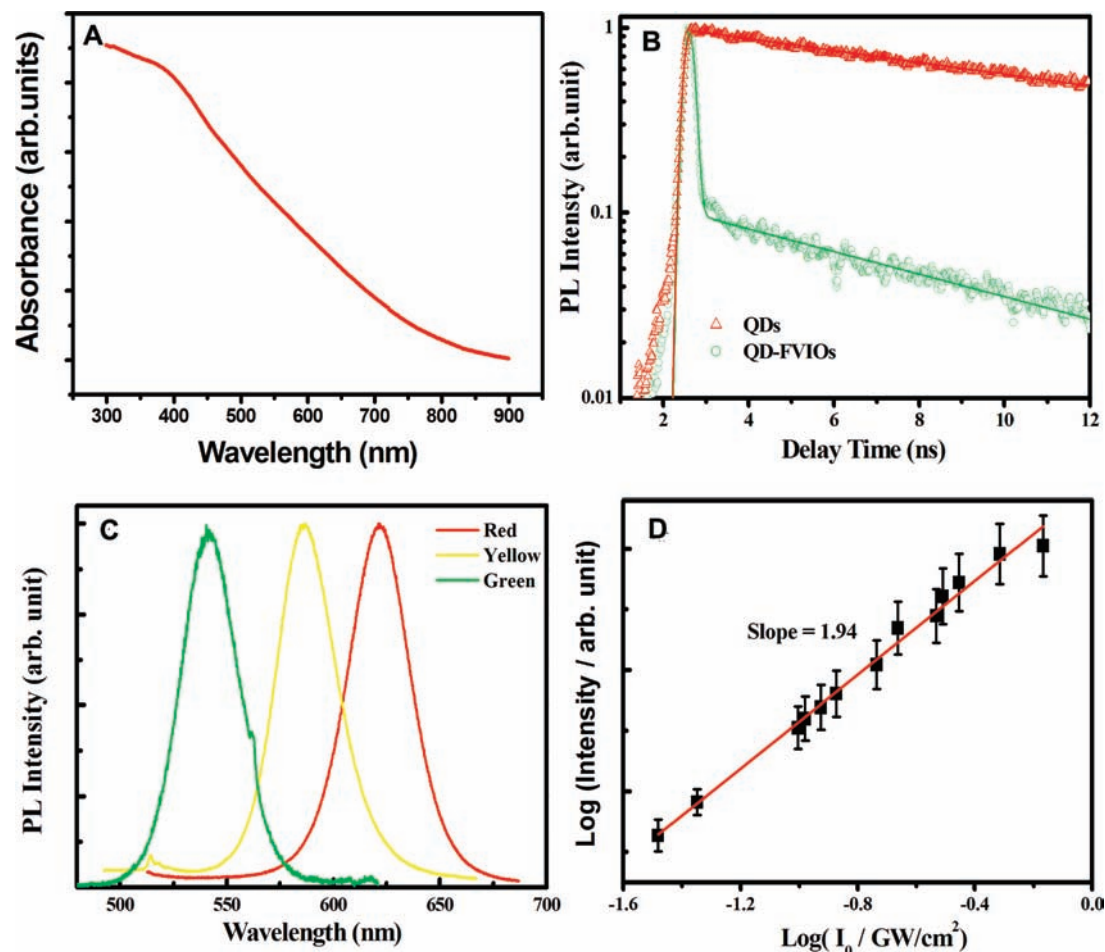 A
Absorbance (arb.units)
300 400 500 600 700 800 900
Wavelength (nm)
B
PL Intensty (arb.unit)
1
0.1
0.01
QDs
QD-FVIOs
2 4 6 8 10 12
Delay Time (ns)
C
PL Intensity (arb. unit)
Red
Yellow
Green
500 550 600 650 700
Wavelength (nm)
D
Log (Intensity / arb. unit)
Slope = 1.94
-1.6 -1.2 -0.8 -0.4 0.0
Log( I₀ / GW/cm²)